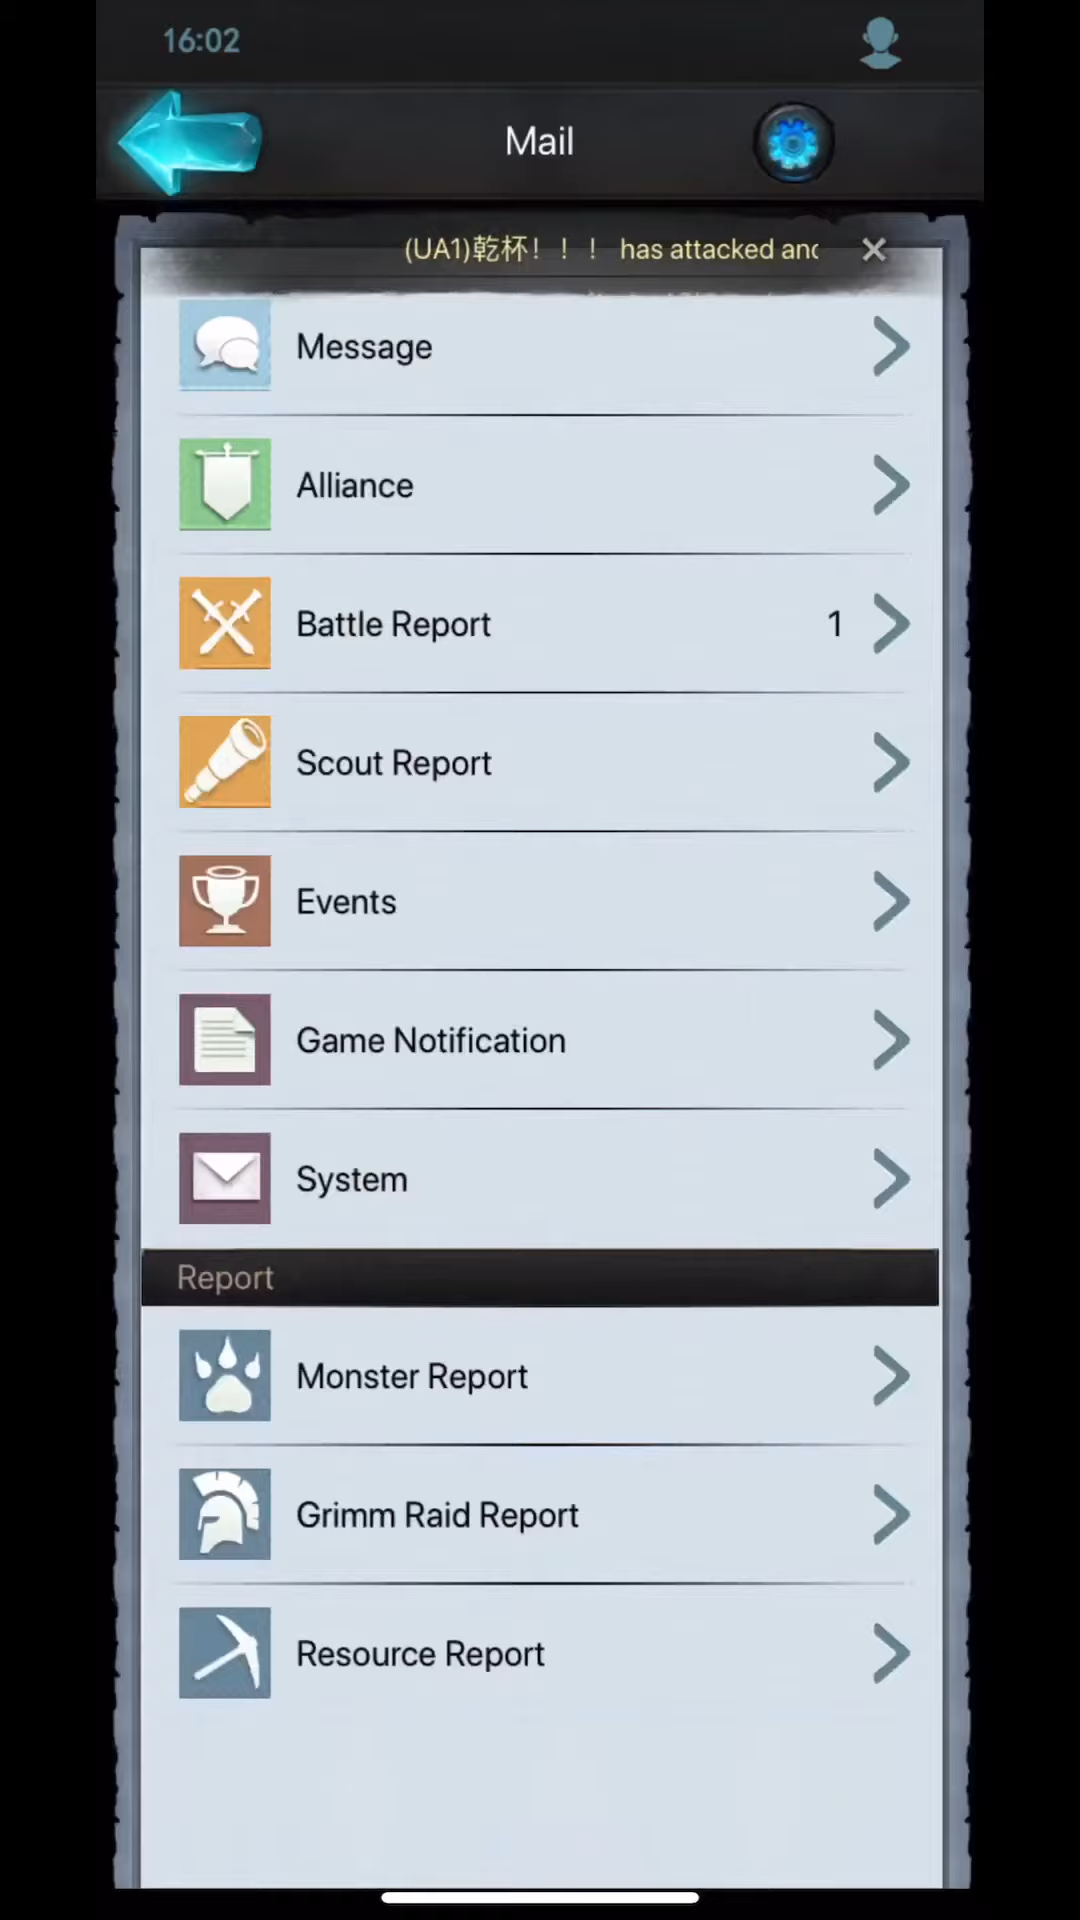 16:02
Mail
(UA1)乾杯！！！ has attacked and
Message
Alliance
Battle Report 1
Scout Report
Events
Game Notification
System
Report
Monster Report
Grimm Raid Report
Resource Report